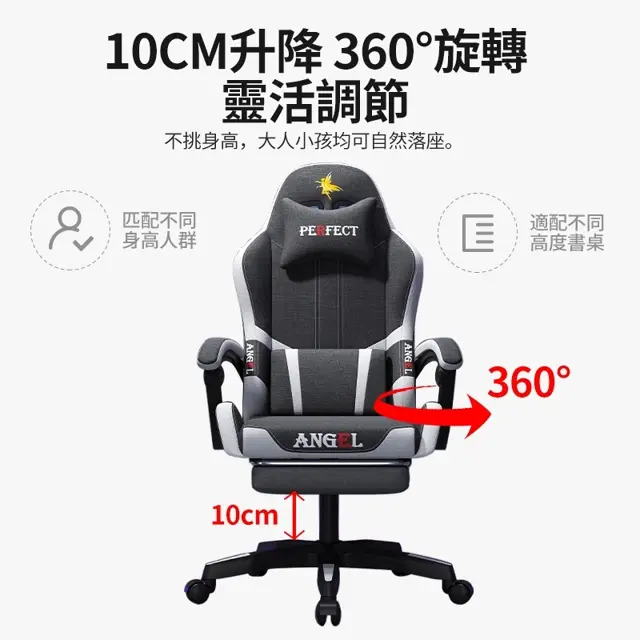 10CM升降 360°旋轉
靈活調節
不挑身高，大人小孩均可自然落座。
匹配不同
身高人群
適配不同
高度書桌
PERFECT
ANGEL
ANGEL
360°
ANGEL
10cm